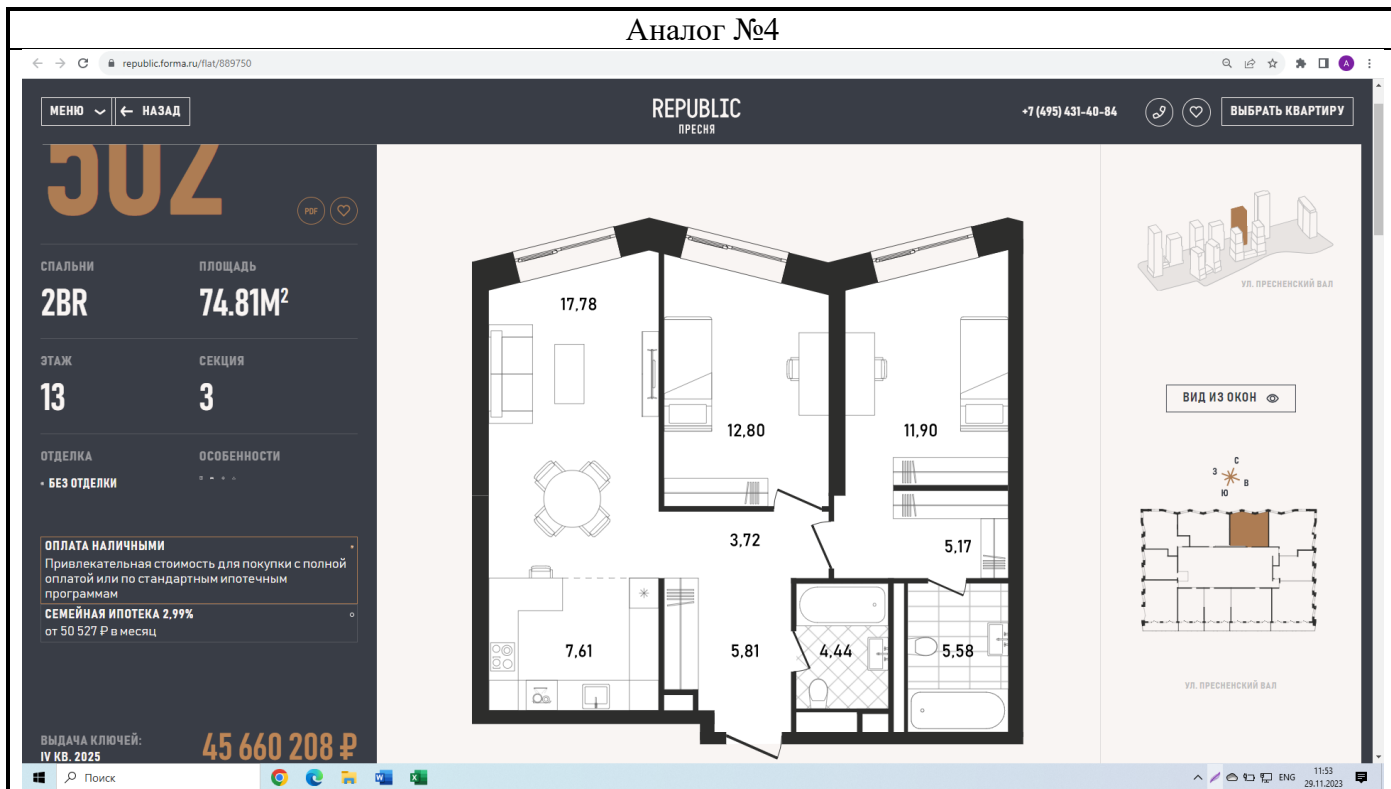 Аналог №4
republic.forma.ru/flat/889750
МЕНЮ
НАЗАД
REPUBLIC
ПРЕСНЯ
+7 (495) 431-40-84
ВЫБРАТЬ КВАРТИРУ
502
PDF
СПАЛЬНИ ПЛОЩАДЬ
2BR 74.81М²
ЭТАЖ СЕКЦИЯ
13 3
ОТДЕЛКА ОСОБЕННОСТИ
• БЕЗ ОТДЕЛКИ
ОПЛАТА НАЛИЧНЫМИ
Привлекательная стоимость для покупки с полной
оплатой или по стандартным ипотечным
программам
СЕМЕЙНАЯ ИПОТЕКА 2,99%
от 50 527 ₽ в месяц
ВЫДАЧА КЛЮЧЕЙ:
IV КВ. 2025
45 660 208 ₽
17,78
12,80
11,90
3,72
5,17
7,61
5,81
4,44
5,58
УЛ. ПРЕСНЕНСКИЙ ВАЛ
ВИД ИЗ ОКОН
С
З
В
Ю
УЛ. ПРЕСНЕНСКИЙ ВАЛ
Поиск
ENG
11:53
29.11.2023